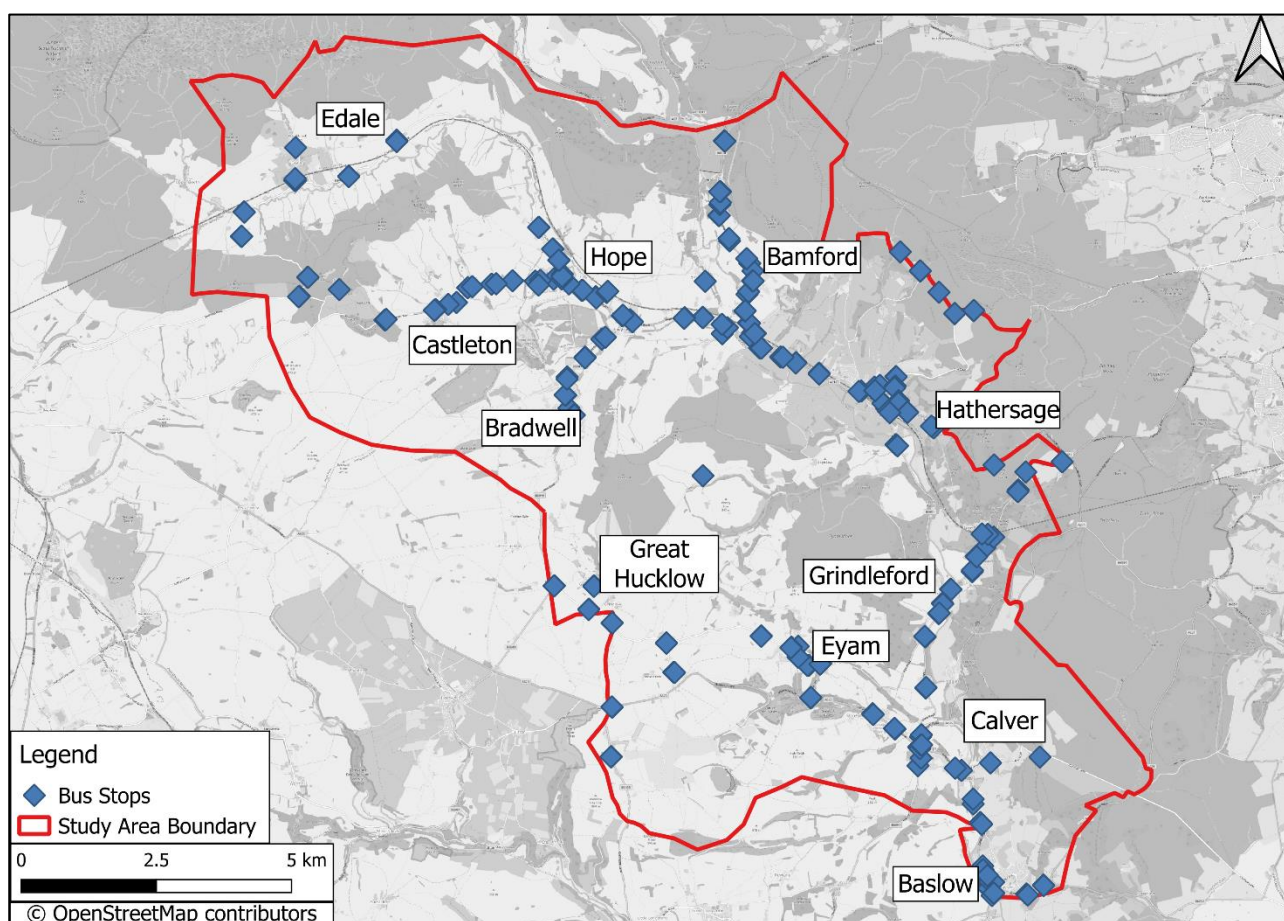 Edale
Hope
Bamford
Castleton
Hathersage
Bradwell
Great
Hucklow
Grindleford
Eyam
Calver
Baslow
Legend
Bus Stops
Study Area Boundary
0 2.5 5 km
© OpenStreetMap contributors